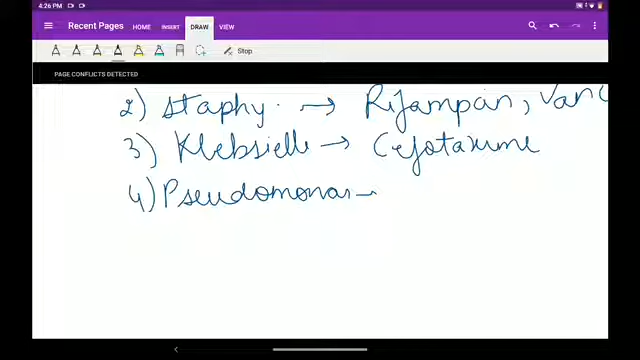 4:26 PM
Recent Pages HOME INSERT DRAW VIEW
Stop
PAGE CONFLICTS DETECTED
2) Staphy. → Rifampin, Vanc
3) Klebsielle → Cefotaxime
4) Pseudomonas →